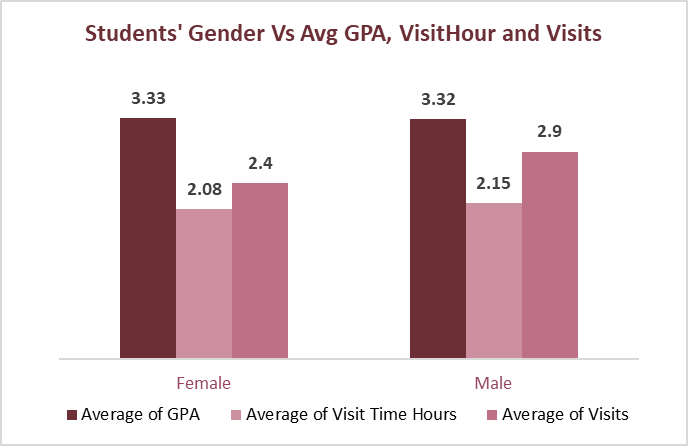 Students' Gender Vs Avg GPA, VisitHour and Visits
3.33
2.08
2.4
3.32
2.15
2.9
Female
Male
Average of GPA
Average of Visit Time Hours
Average of Visits